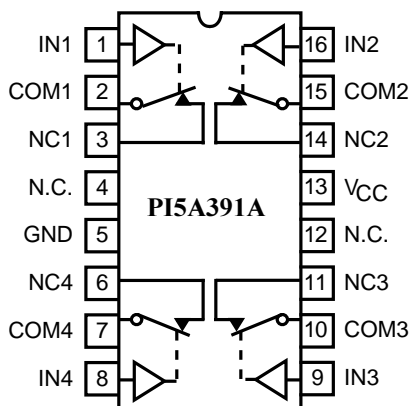 IN1 1 16 IN2
COM1 2 15 COM2
NC1 3 14 NC2
N.C. 4 PI5A391A 13 VCC
GND 5 12 N.C.
NC4 6 11 NC3
COM4 7 10 COM3
IN4 8 9 IN3